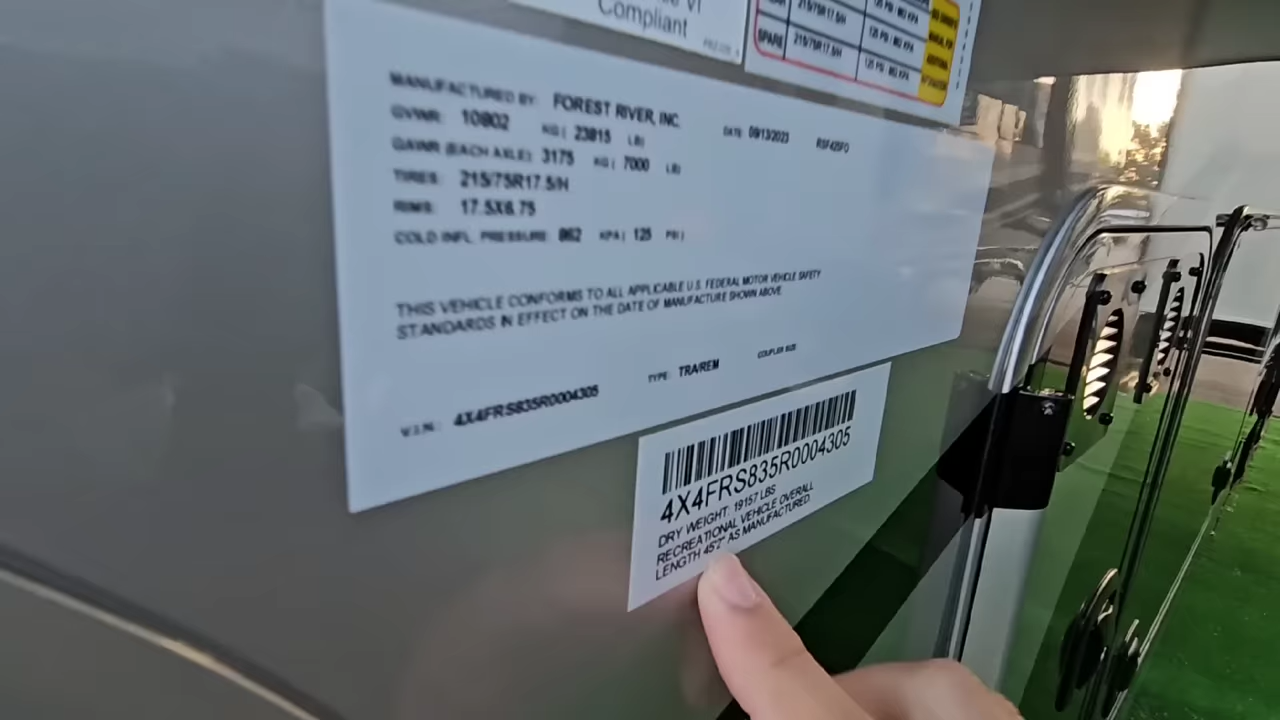 Compliant
215/75R17.5/H
SPARE 215/75R17.5/H
MANUFACTURED BY: FOREST RIVER, INC.
GVWR: 10802 KG ( 23815 LB)
DATE: 09/13/2023
GAWR (EACH AXLE): 3175 KG ( 7000 LB)
TIRES: 215/75R17.5/H
RIMS: 17.5X6.75
COLD INFL. PRESSURE: 862 KPA ( 125 PSI )
THIS VEHICLE CONFORMS TO ALL APPLICABLE U.S. FEDERAL MOTOR VEHICLE SAFETY
STANDARDS IN EFFECT ON THE DATE OF MANUFACTURE SHOWN ABOVE
V.I.N.: 4X4FRS835R0004305 TYPE: TRA/REM COUPLER SIZE
4X4FRS835R0004305
DRY WEIGHT: 19157 LBS
RECREATIONAL VEHICLE OVERALL
LENGTH 45'2" AS MANUFACTURED